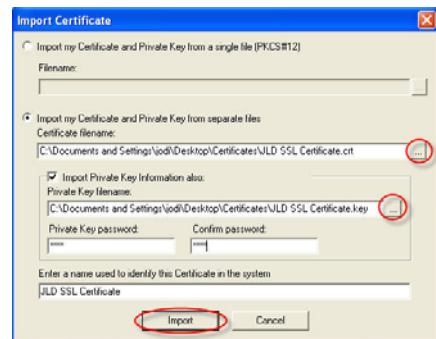 Import Certificate
Import my Certificate and Private Key from a single file (PKCS#12)
Filename:
...
Import my Certificate and Private Key from separate files
Certificate filename:
C:\Documents and Settings\jodi\Desktop\Certificates\JLD SSL Certificate.crt
...
Import Private Key Information also:
Private Key filename:
C:\Documents and Settings\jodi\Desktop\Certificates\JLD SSL Certificate.key
...
Private Key password: Confirm password:
**** ****
Enter a name used to identify this Certificate in the system
JLD SSL Certificate
Import Cancel